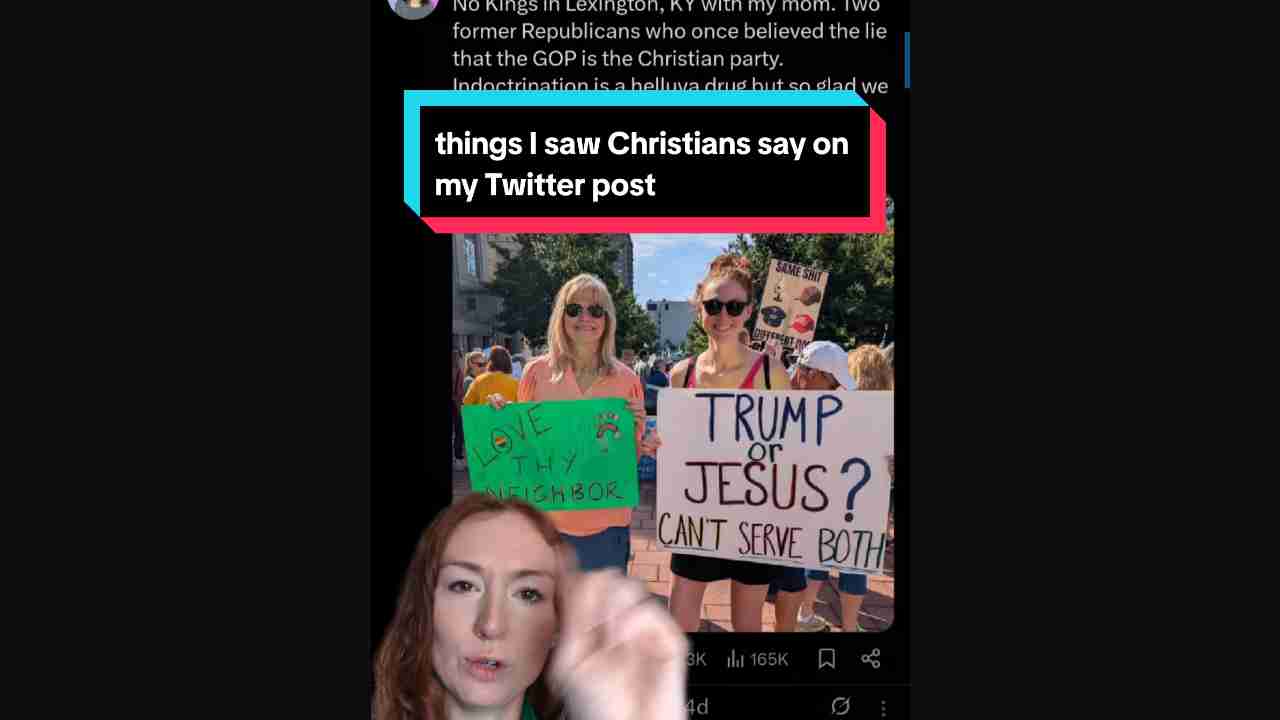 No Kings in Lexington, KY with my mom. Two
former Republicans who once believed the lie
that the GOP is the Christian party.
Indoctrination is a helluva drug but so glad we
things I saw Christians say on
my Twitter post
SAME SHIT
DIFFERENT
LOVE
THY
NEIGHBOR
TRUMP
or
JESUS?
CAN'T SERVE BOTH
3K
165K
4d